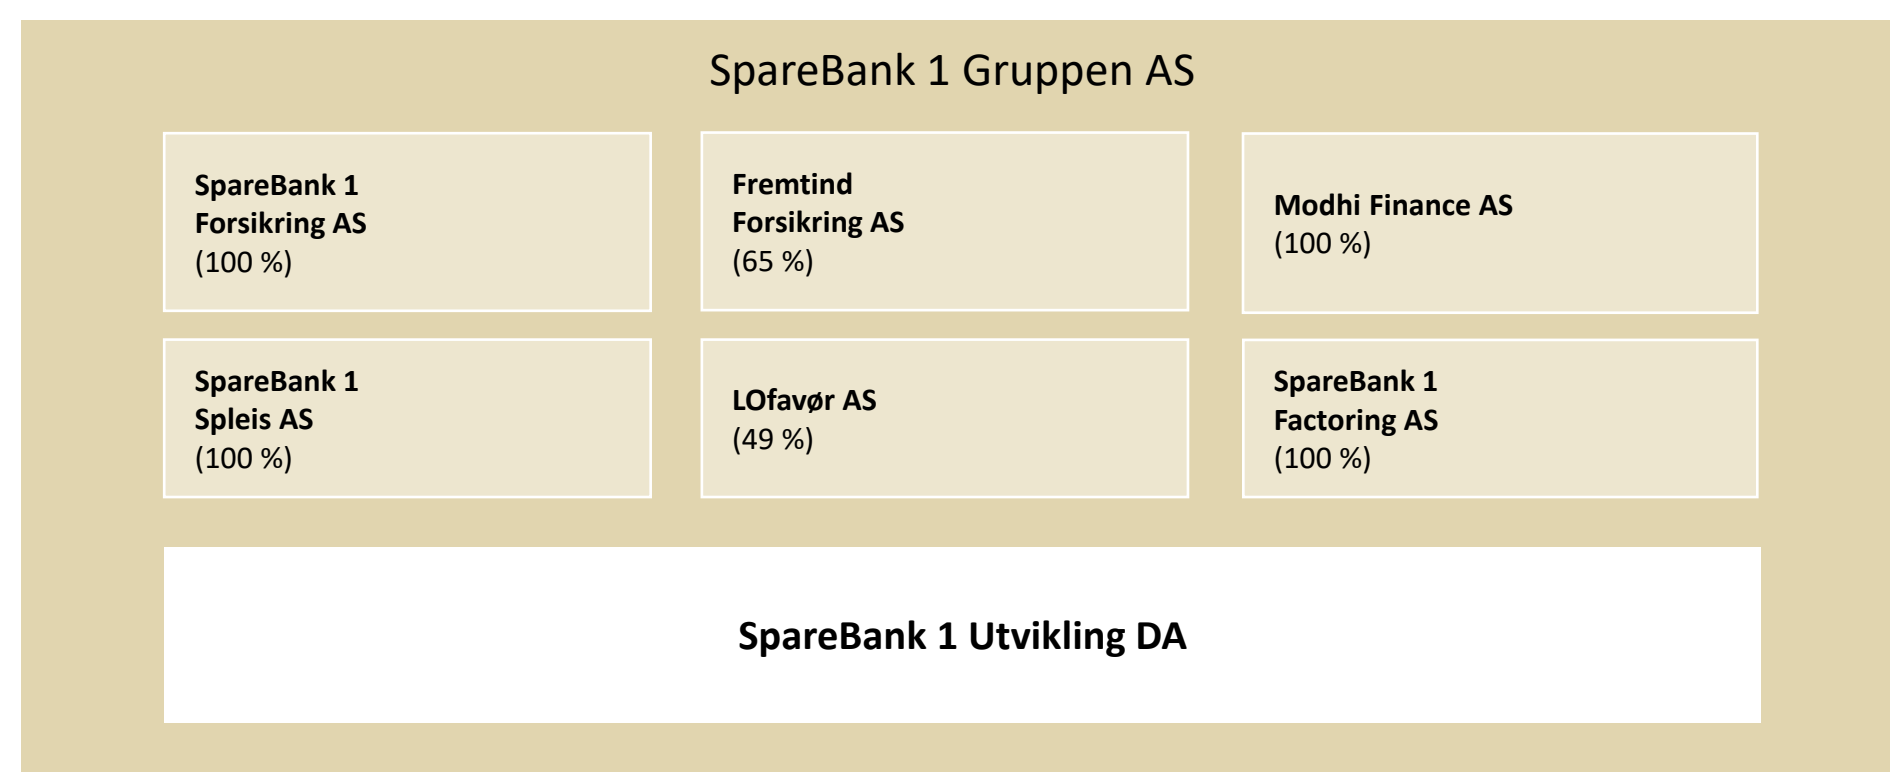 SpareBank 1 Gruppen AS
SpareBank 1
Forsikring AS
(100 %)
Fremtind
Forsikring AS
(65 %)
Modhi Finance AS
(100 %)
SpareBank 1
Spleis AS
(100 %)
LOfavør AS
(49 %)
SpareBank 1
Factoring AS
(100 %)
SpareBank 1 Utvikling DA